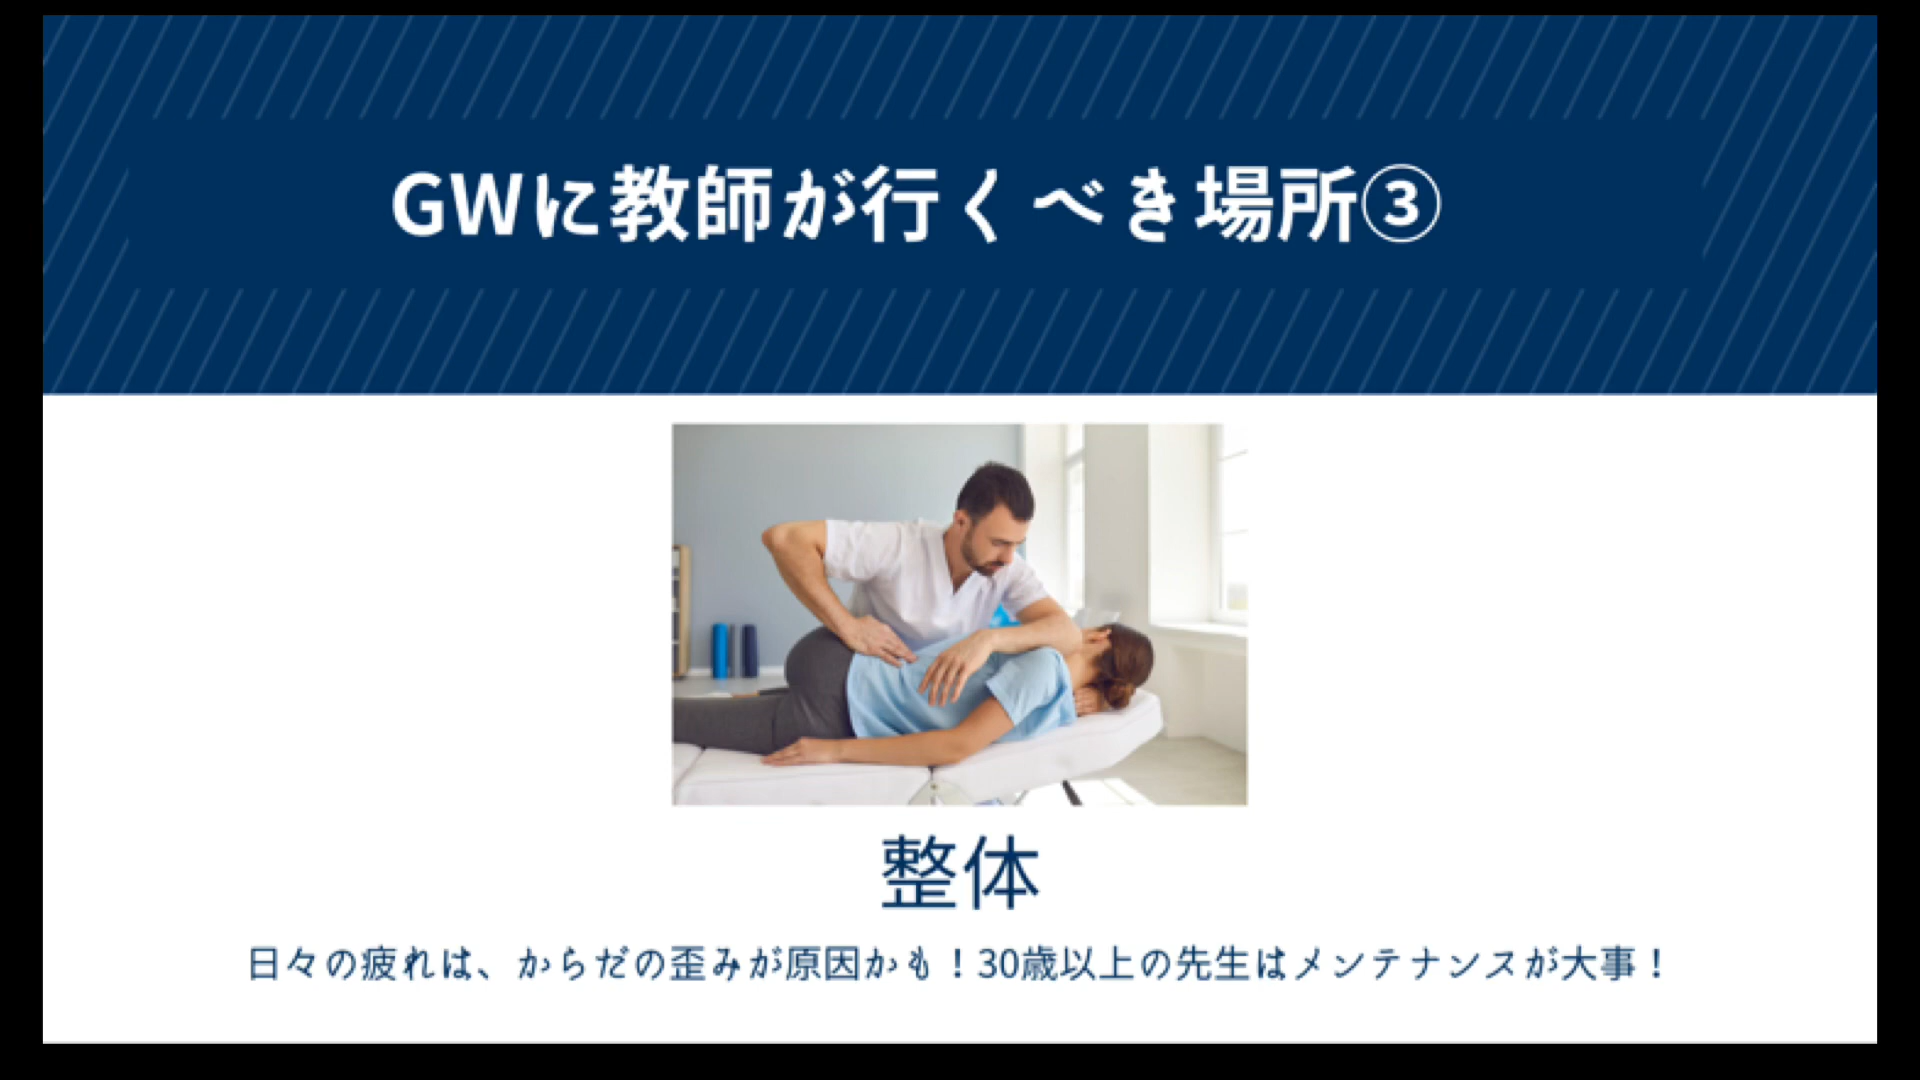 GWに教師が行くべき場所③
整体
日々の疲れは、からだの歪みが原因かも！30歳以上の先生はメンテナンスが大事！